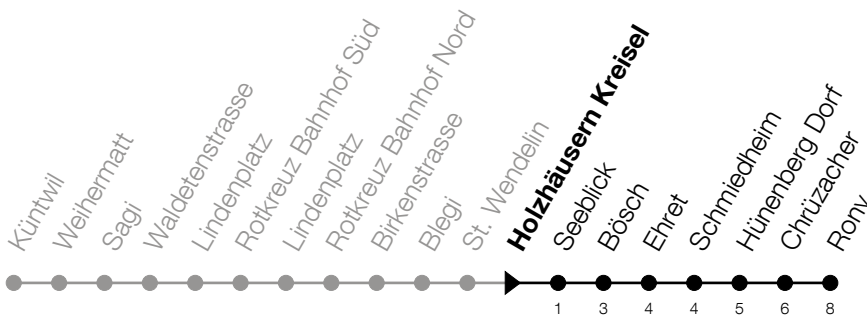 Küntwil
Weihermatt
Sagi
Waldetenstrasse
Lindenplatz
Rotkreuz Bahnhof Süd
Lindenplatz
Rotkreuz Bahnhof Nord
Birkenstrasse
Blegi
St. Wendelin
Holzhäusern Kreisel
Seeblick
Bösch
Ehret
Schmiedheim
Hünenberg Dorf
Chrüzacher
Rony
1 3 4 4 5 6 8